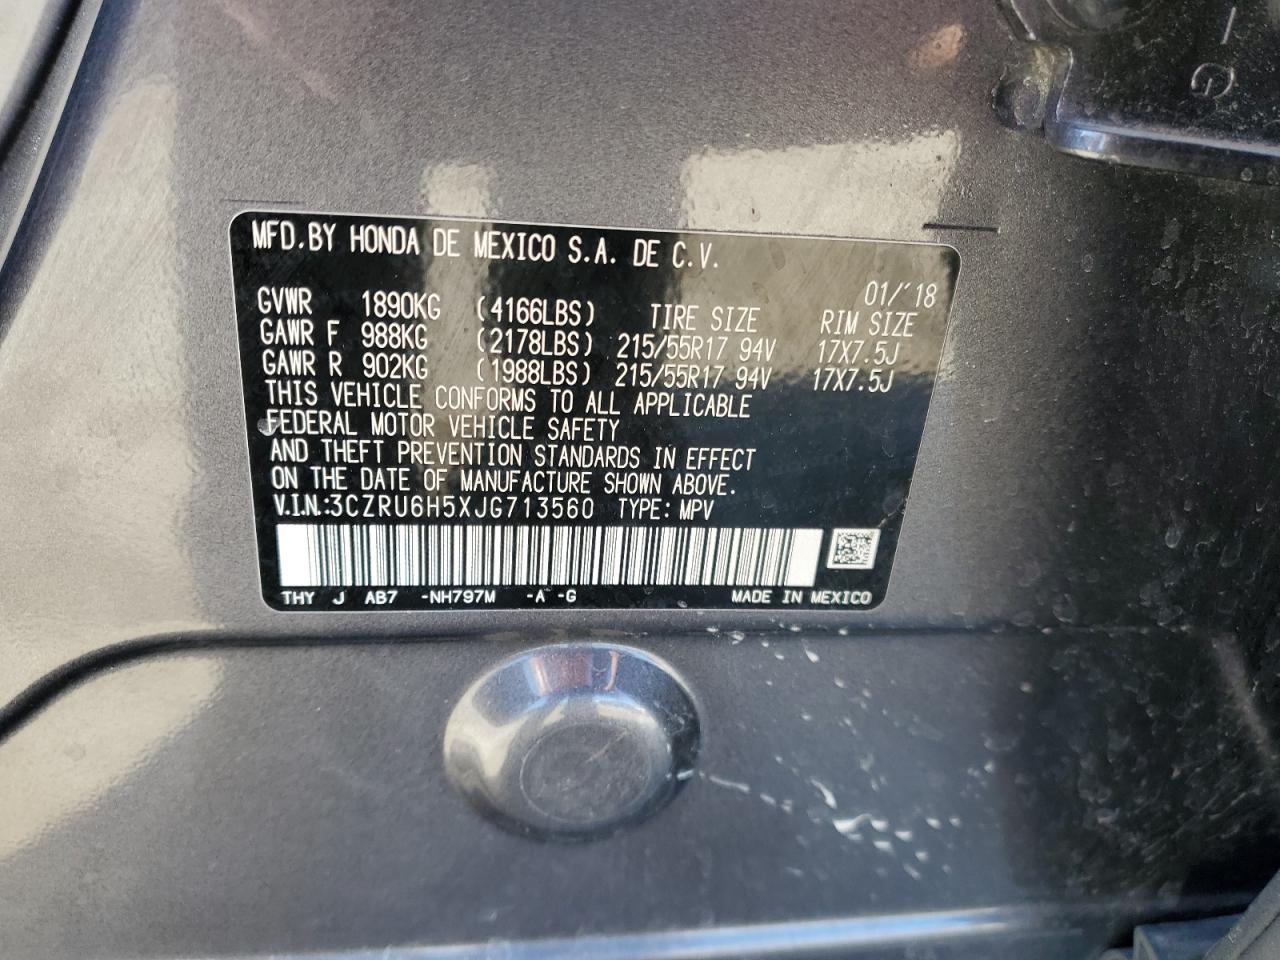 MFD.BY HONDA DE MEXICO S.A. DE C.V.
01/'18
GVWR 1890KG (4166LBS) TIRE SIZE RIM SIZE
GAWR F 988KG (2178LBS) 215/55R17 94V 17X7.5J
GAWR R 902KG (1988LBS) 215/55R17 94V 17X7.5J
THIS VEHICLE CONFORMS TO ALL APPLICABLE
FEDERAL MOTOR VEHICLE SAFETY
AND THEFT PREVENTION STANDARDS IN EFFECT
ON THE DATE OF MANUFACTURE SHOWN ABOVE.
V.I.N.:3CZRU6H5XJG713560 TYPE: MPV
THY J AB7 -NH797M -A -G MADE IN MEXICO